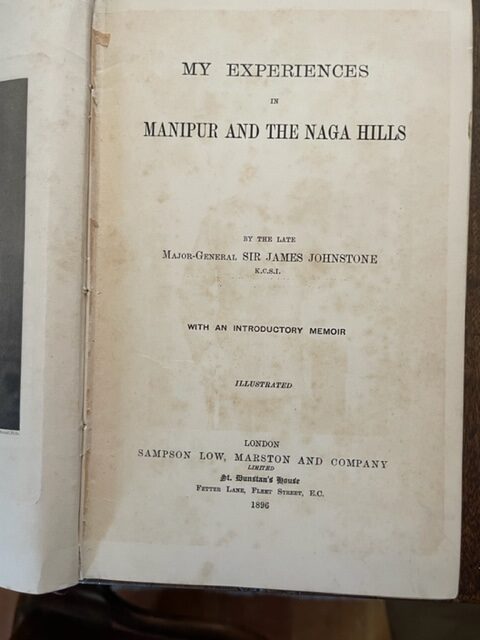 MY EXPERIENCES
IN
MANIPUR AND THE NAGA HILLS
BY THE LATE
MAJOR-GENERAL SIR JAMES JOHNSTONE
K.C.S.I.
WITH AN INTRODUCTORY MEMOIR
ILLUSTRATED
LONDON
SAMPSON LOW, MARSTON AND COMPANY
LIMITED
St. Dunstan's House
FETTER LANE, FLEET STREET, E.C.
1896